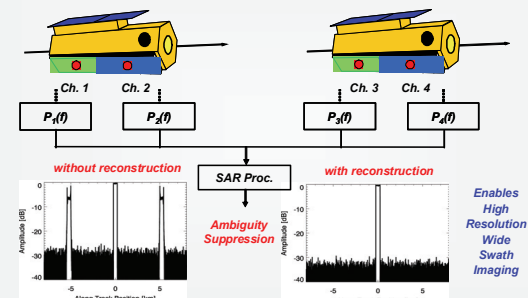 Ch. 1 Ch. 2 Ch. 3 Ch. 4
P1(f) P2(f) P3(f) P4(f)
without reconstruction
SAR Proc.
with reconstruction
Ambiguity
Suppression
Amplitude [dB]
0
-10
-20
-30
-40
-5 0 5
Along Track Position [km]
Amplitude [dB]
0
-10
-20
-30
-40
-5 0 5
Enables
High
Resolution
Wide
Swath
Imaging